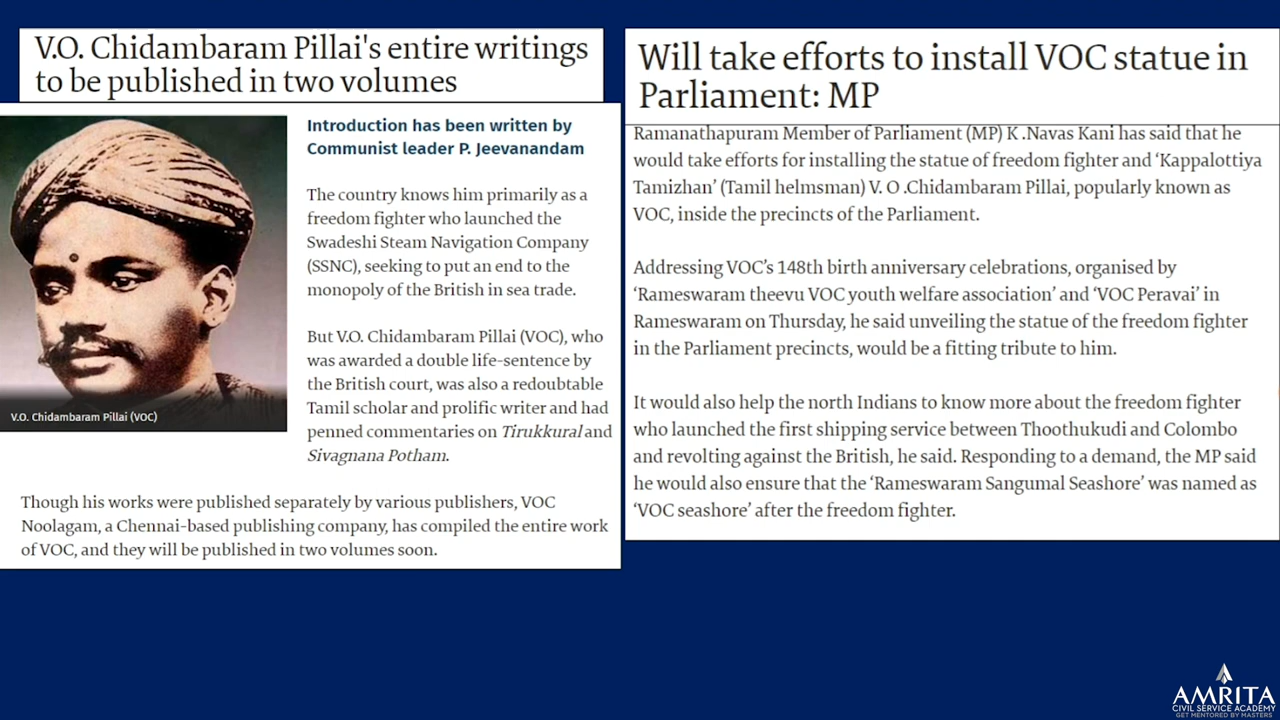 V.O. Chidambaram Pillai's entire writings
to be published in two volumes
Introduction has been written by
Communist leader P. Jeevanandam
The country knows him primarily as a
freedom fighter who launched the
Swadeshi Steam Navigation Company
(SSNC), seeking to put an end to the
monopoly of the British in sea trade.
But V.O. Chidambaram Pillai (VOC), who
was awarded a double life-sentence by
the British court, was also a redoubtable
Tamil scholar and prolific writer and had
penned commentaries on Tirukkural and
Sivagnana Potham.
V.O. Chidambaram Pillai (VOC)
Though his works were published separately by various publishers, VOC
Noolagam, a Chennai-based publishing company, has compiled the entire work
of VOC, and they will be published in two volumes soon.
Will take efforts to install VOC statue in
Parliament: MP
Ramanathapuram Member of Parliament (MP) K .Navas Kani has said that he
would take efforts for installing the statue of freedom fighter and ‘Kappalottiya
Tamizhan’ (Tamil helmsman) V. O .Chidambaram Pillai, popularly known as
VOC, inside the precincts of the Parliament.
Addressing VOC’s 148th birth anniversary celebrations, organised by
‘Rameswaram theevu VOC youth welfare association’ and ‘VOC Peravai’ in
Rameswaram on Thursday, he said unveiling the statue of the freedom fighter
in the Parliament precincts, would be a fitting tribute to him.
It would also help the north Indians to know more about the freedom fighter
who launched the first shipping service between Thoothukudi and Colombo
and revolting against the British, he said. Responding to a demand, the MP said
he would also ensure that the ‘Rameswaram Sangumal Seashore’ was named as
‘VOC seashore’ after the freedom fighter.
AMRITA
CIVIL SERVICE ACADEMY
GET MENTORED BY MASTERS